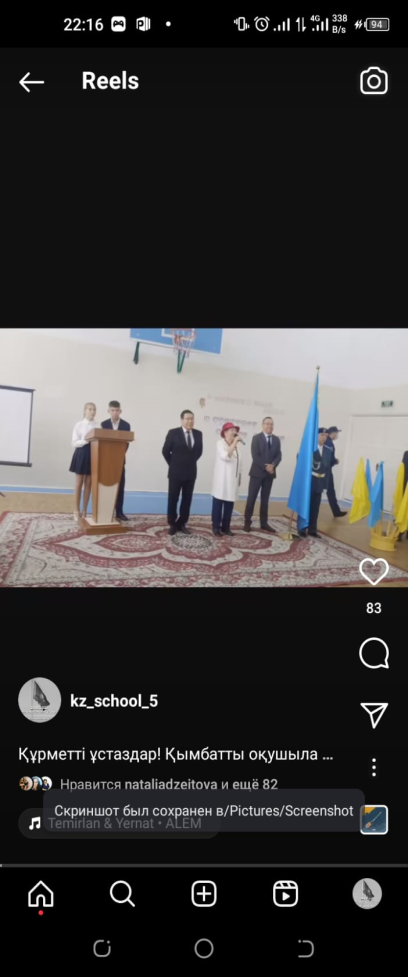 22:16
4G
338
B/s
94
Reels
83
kz_school_5
Құрметті ұстаздар! Қымбатты оқушыла ...
Нравится nataliadzeitova и ещё 82
Скриншот был сохранен в/Pictures/Screenshot
Temirlan & Yernat • ALEM